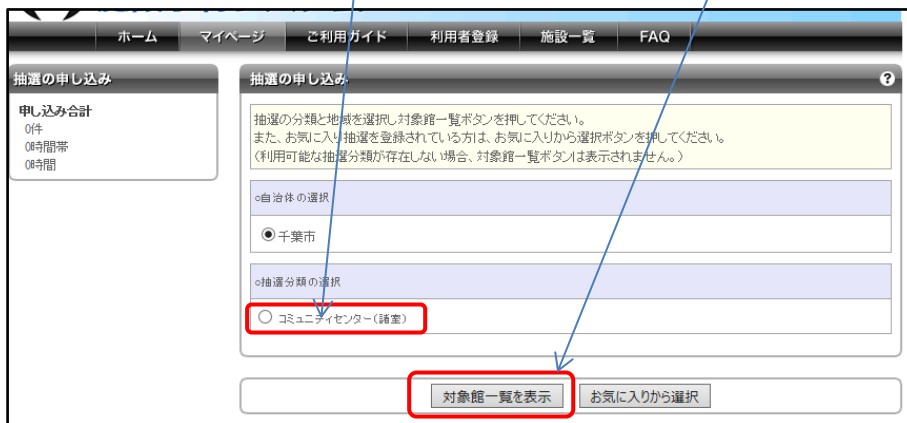 ホーム マイページ ご利用ガイド 利用者登録 施設一覧 FAQ
抽選の申し込み
申し込み合計
0件
0時間帯
0時間
抽選の申し込み ?
抽選の分類と地域を選択し対象館一覧ボタンを押してください。
また、お気に入り抽選を登録されている方は、お気に入りから選択ボタンを押してください。
(利用可能な抽選分類が存在しない場合、対象館一覧ボタンは表示されません。)
○自治体の選択
千葉市
○抽選分類の選択
コミュニティセンター(諸室)
対象館一覧を表示 お気に入りから選択